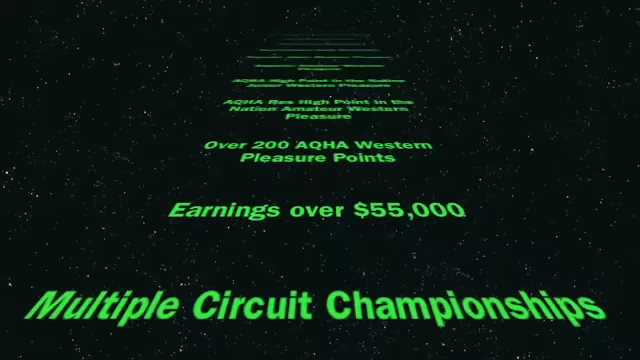 AQHA High Point in the Nation
Junior Western Pleasure
AQHA Res High Point in the
Nation Amateur Western
Pleasure
Over 200 AQHA Western
Pleasure Points
Earnings over $55,000
Multiple Circuit Championships